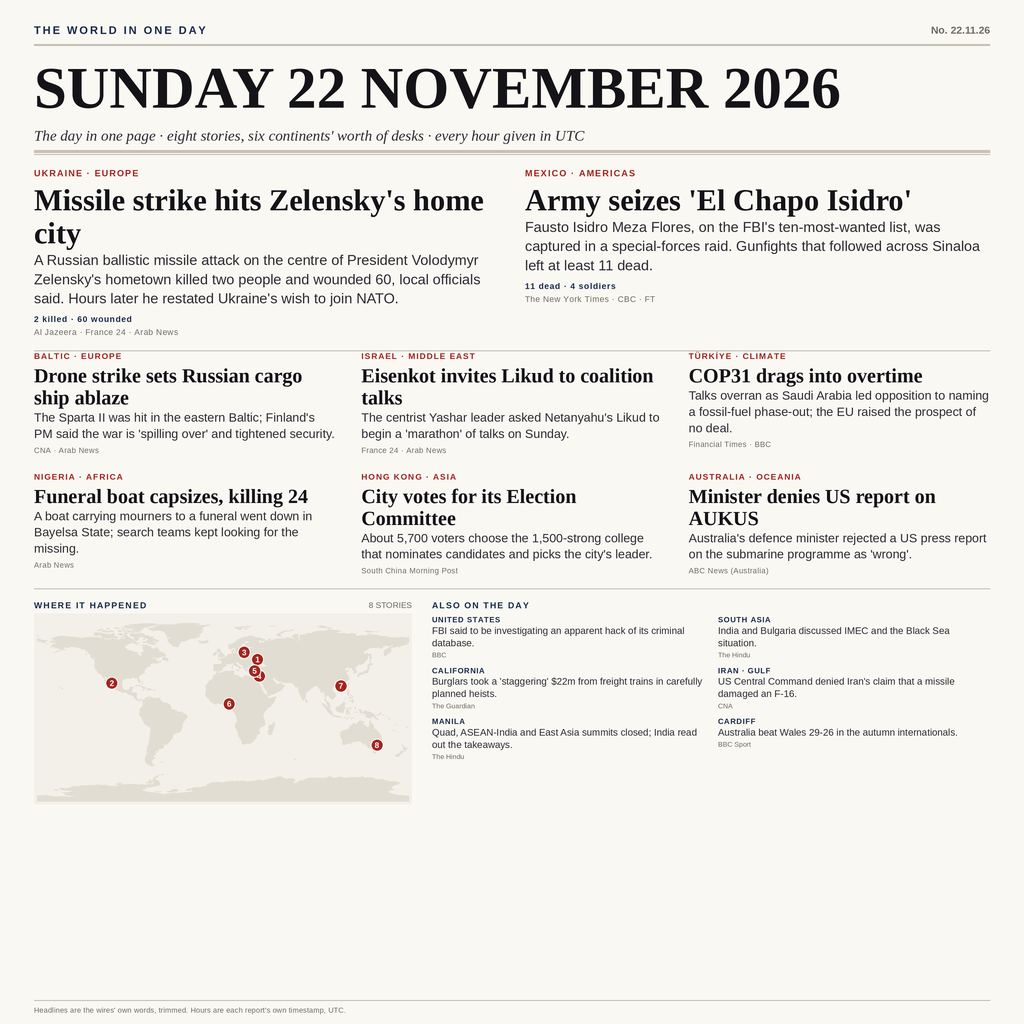 THE WORLD IN ONE DAY
No. 22.11.26
SUNDAY 22 NOVEMBER 2026
The day in one page · eight stories, six continents' worth of desks · every hour given in UTC
UKRAINE · EUROPE
Missile strike hits Zelensky's home
city
A Russian ballistic missile attack on the centre of President Volodymyr
Zelensky's hometown killed two people and wounded 60, local officials
said. Hours later he restated Ukraine's wish to join NATO.
2 killed · 60 wounded
Al Jazeera · France 24 · Arab News
MEXICO · AMERICAS
Army seizes 'El Chapo Isidro'
Fausto Isidro Meza Flores, on the FBI's ten-most-wanted list, was
captured in a special-forces raid. Gunfights that followed across Sinaloa
left at least 11 dead.
11 dead · 4 soldiers
The New York Times · CBC · FT
BALTIC · EUROPE
Drone strike sets Russian cargo
ship ablaze
The Sparta II was hit in the eastern Baltic; Finland's
PM said the war is 'spilling over' and tightened security.
CNA · Arab News
ISRAEL · MIDDLE EAST
Eisenkot invites Likud to coalition
talks
The centrist Yashar leader asked Netanyahu's Likud to
begin a 'marathon' of talks on Sunday.
France 24 · Arab News
TÜRKİYE · CLIMATE
COP31 drags into overtime
Talks overran as Saudi Arabia led opposition to naming
a fossil-fuel phase-out; the EU raised the prospect of
no deal.
Financial Times · BBC
NIGERIA · AFRICA
Funeral boat capsizes, killing 24
A boat carrying mourners to a funeral went down in
Bayelsa State; search teams kept looking for the
missing.
Arab News
HONG KONG · ASIA
City votes for its Election
Committee
About 5,700 voters choose the 1,500-strong college
that nominates candidates and picks the city's leader.
South China Morning Post
AUSTRALIA · OCEANIA
Minister denies US report on
AUKUS
Australia's defence minister rejected a US press report
on the submarine programme as 'wrong'.
ABC News (Australia)
WHERE IT HAPPENED
8 STORIES
3
1
5
4
2
7
6
8
ALSO ON THE DAY
UNITED STATES
FBI said to be investigating an apparent hack of its criminal
database.
BBC
CALIFORNIA
Burglars took a 'staggering' $22m from freight trains in carefully
planned heists.
The Guardian
MANILA
Quad, ASEAN-India and East Asia summits closed; India read
out the takeaways.
The Hindu
SOUTH ASIA
India and Bulgaria discussed IMEC and the Black Sea
situation.
The Hindu
IRAN · GULF
US Central Command denied Iran's claim that a missile
damaged an F-16.
CNA
CARDIFF
Australia beat Wales 29-26 in the autumn internationals.
BBC Sport
Headlines are the wires' own words, trimmed. Hours are each report's own timestamp, UTC.